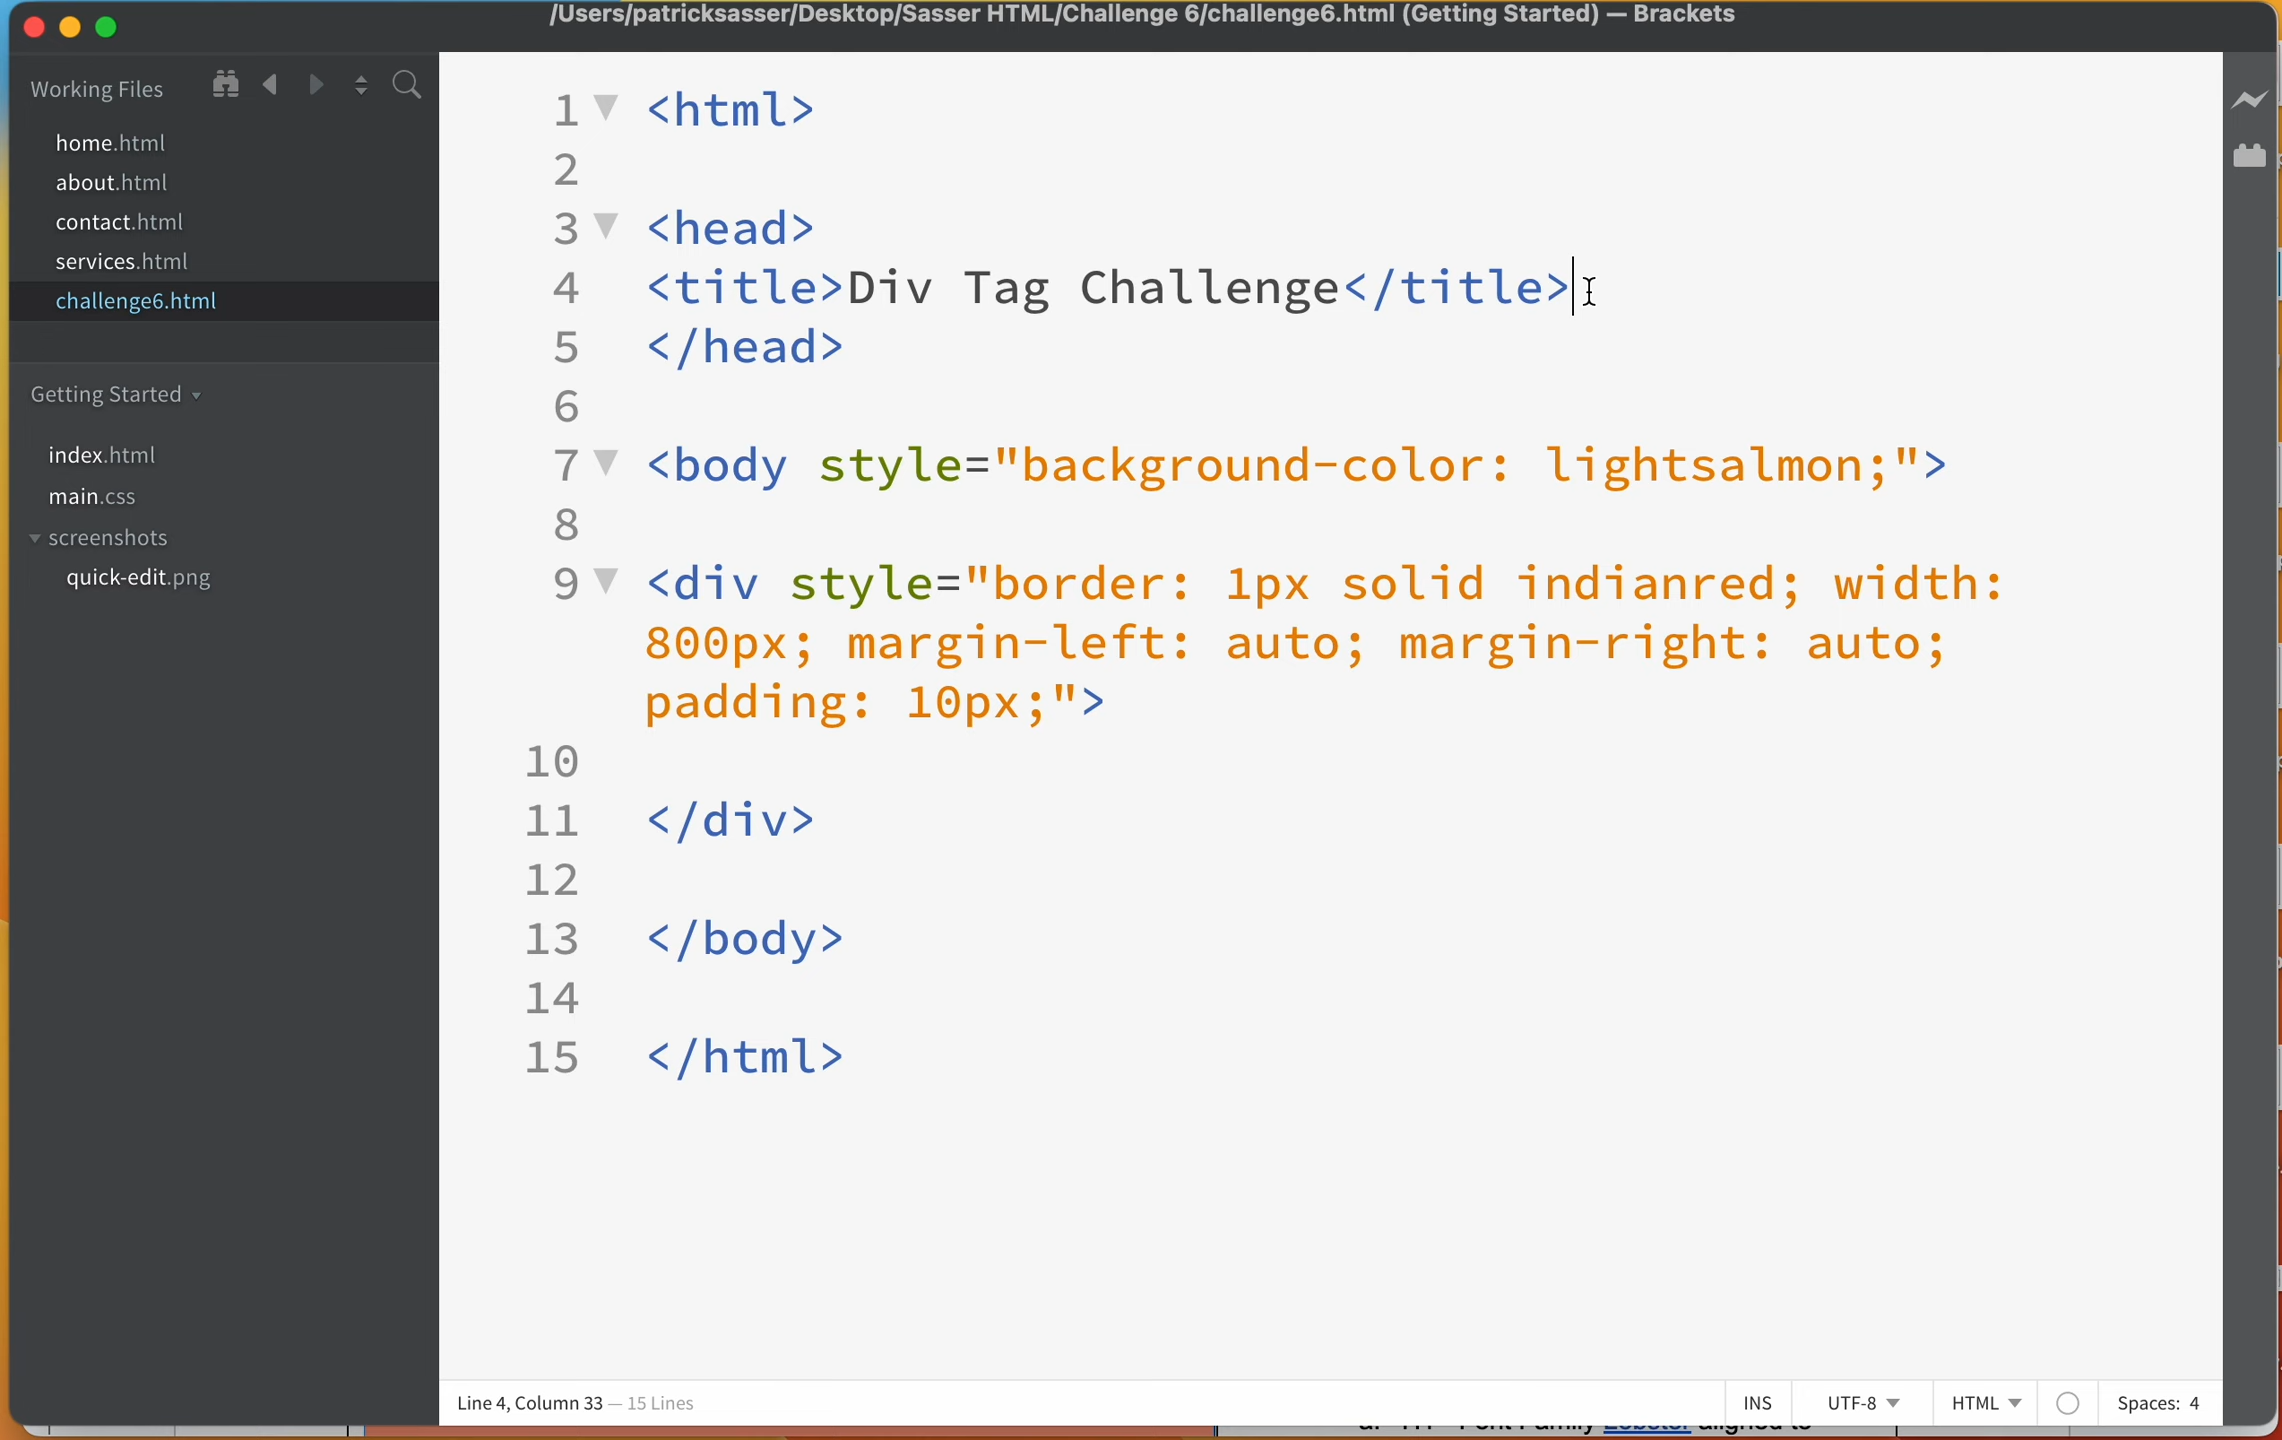 /Users/patricksasser/Desktop/Sasser HTML/Challenge 6/challenge6.html (Getting Started) — Brackets
Working Files
home.html
about.html
contact.html
services.html
challenge6.html
Getting Started
index.html
main.css
screenshots
quick-edit.png
1 <html>
2
3 <head>
4 <title>Div Tag Challenge</title>
5 </head>
6
7 <body style="background-color: lightsalmon;">
8
9 <div style="border: 1px solid indianred; width:
800px; margin-left: auto; margin-right: auto;
padding: 10px;">
10
11 </div>
12
13 </body>
14
15 </html>
Line 4, Column 33 — 15 Lines
INS
UTF-8
HTML
Spaces: 4